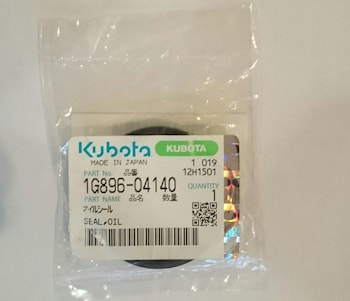 Kubota KUBOTA
MADE IN JAPAN 1 019
PART No. 品番 12H1501
1G896-04140 QUANTITY
PART NAME 品名 数量 1
オイルシール
SEAL,OIL